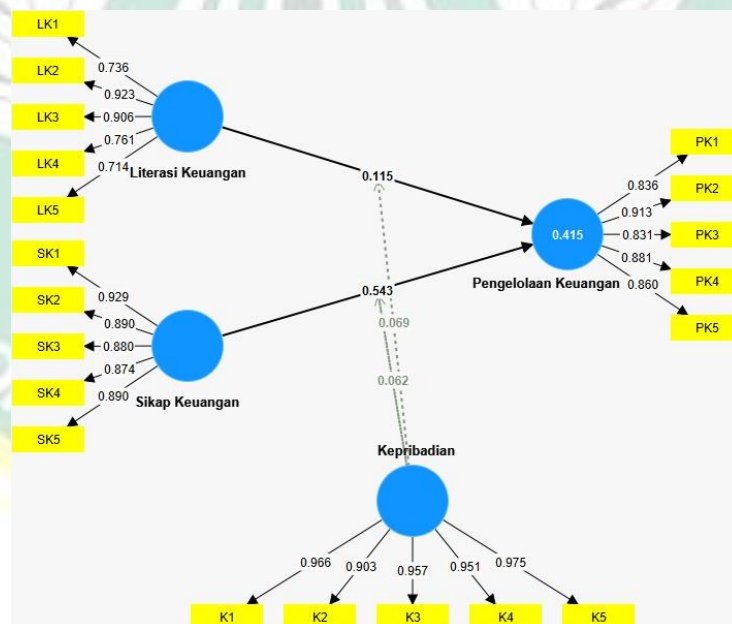 LK1
0.736
LK2
0.923
LK3
0.906
LK4
0.761
0.714
LK5
Literasi Keuangan
SK1
0.929
SK2
0.890
SK3
0.880
SK4
0.874
0.890
SK5
Sikap Keuangan
0.115
0.543
0.069
0.062
0.415
Pengelolaan Keuangan
PK1
0.836
PK2
0.913
PK3
0.831
0.881
PK4
0.860
PK5
Kepribadian
0.966
0.903
0.957
0.951
0.975
K1
K2
K3
K4
K5